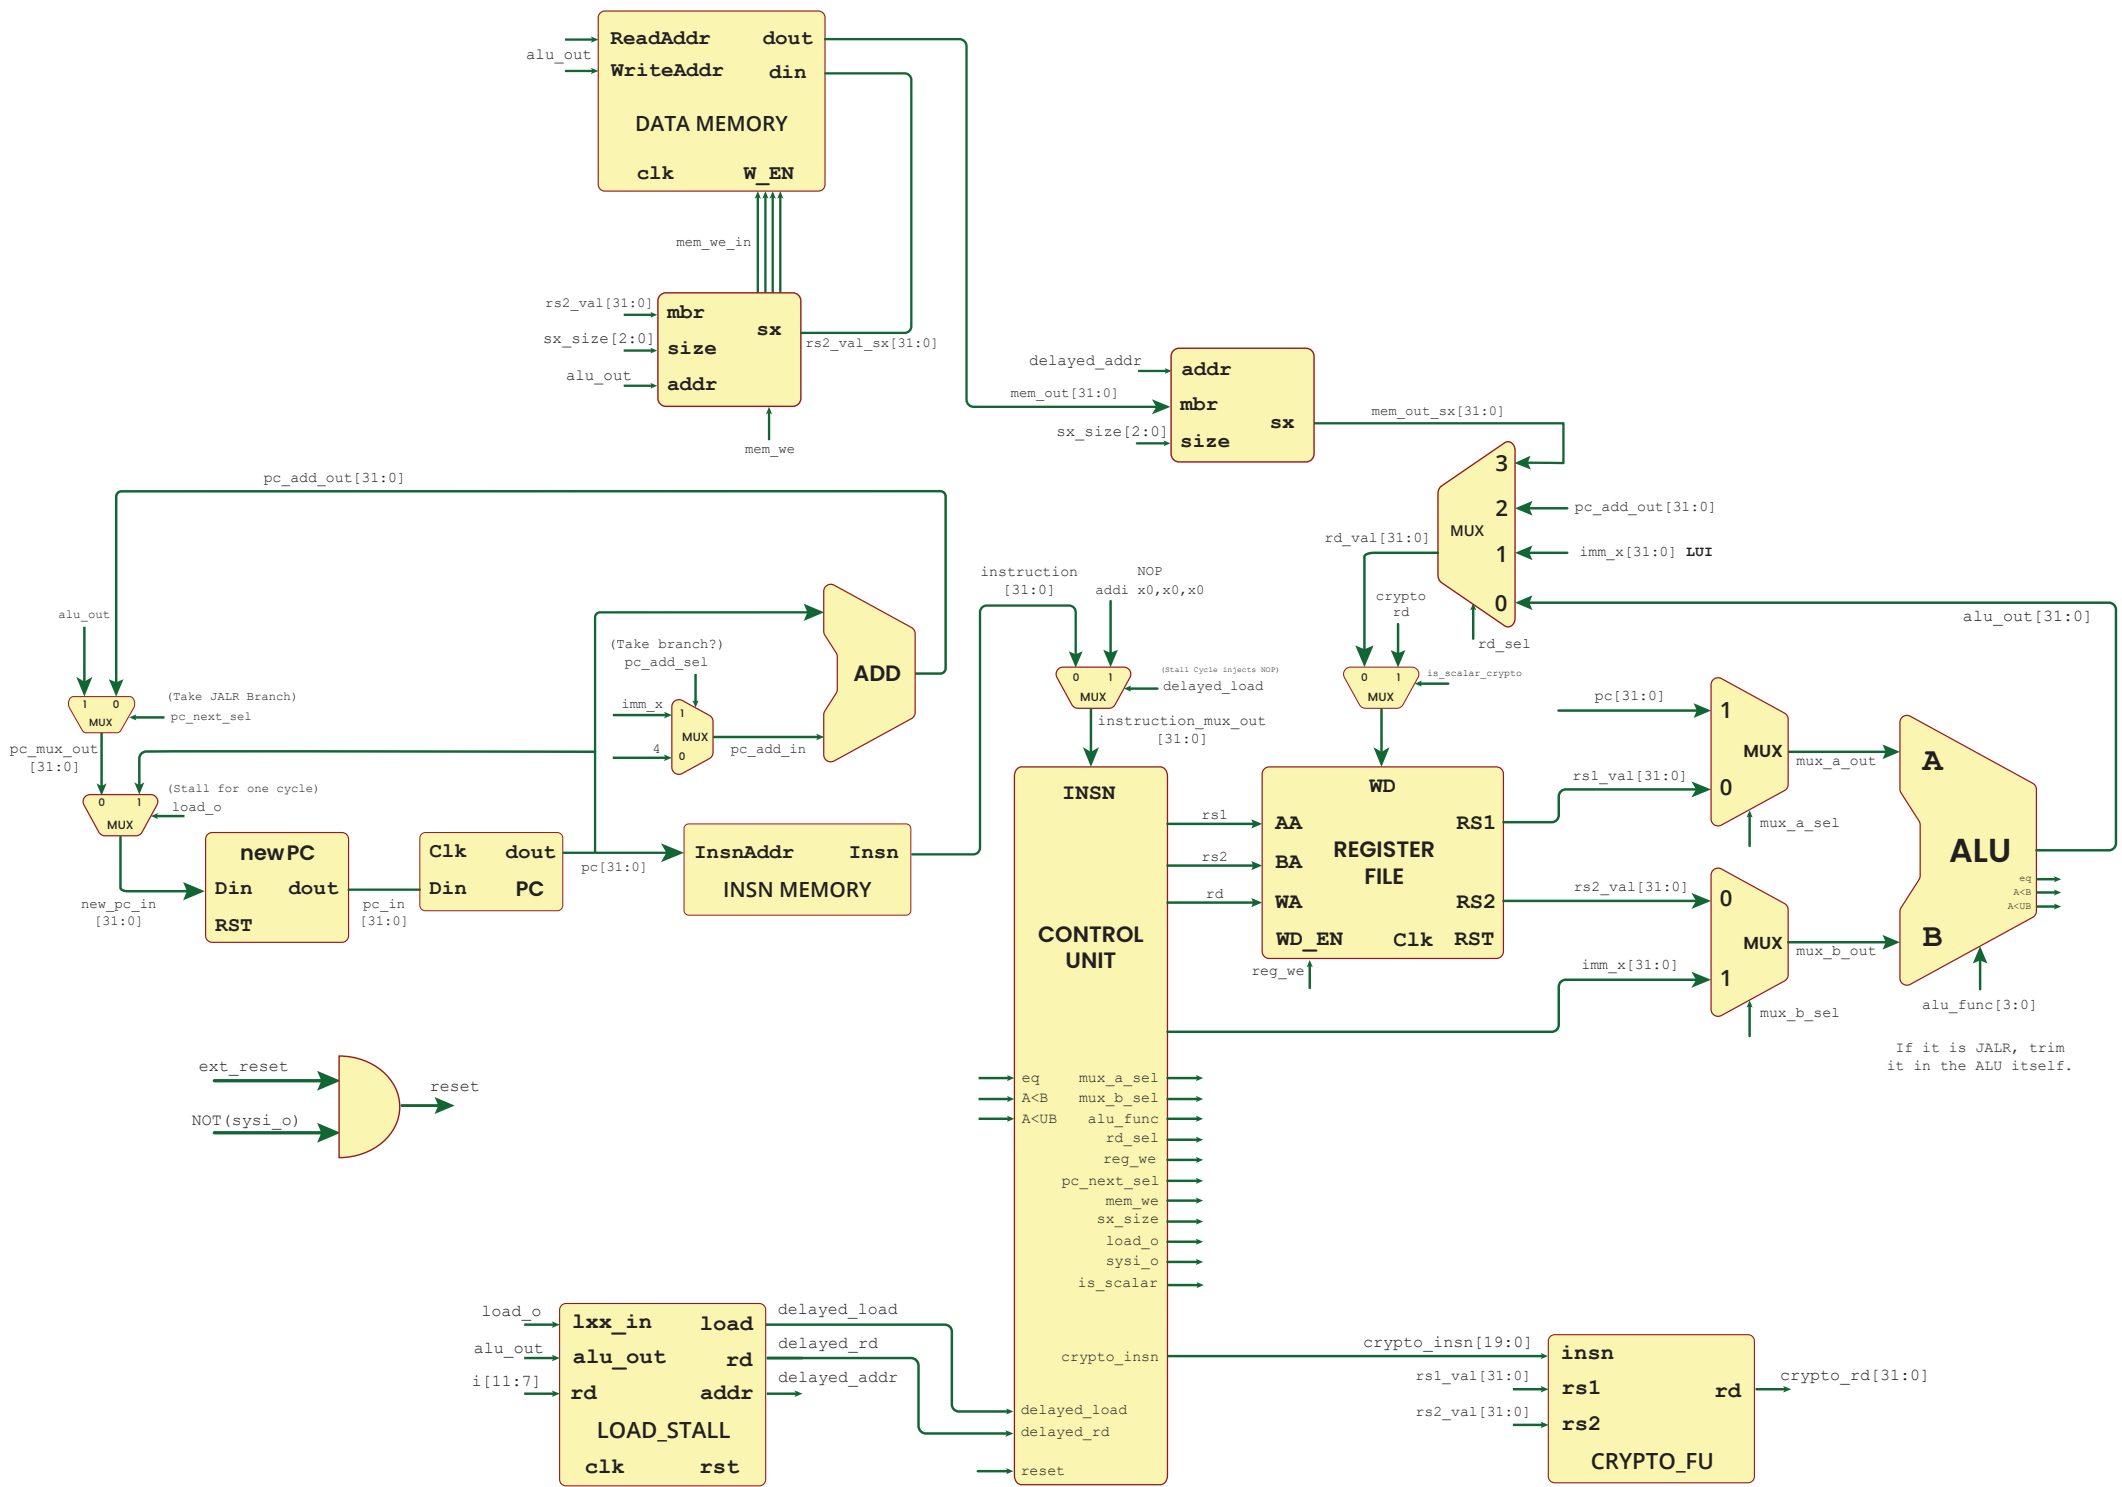 ReadAddr
dout
alu_out
WriteAddr
din
DATA MEMORY
clk
W_EN
mem_we_in
rs2_val[31:0]
mbr
sx
sx_size[2:0]
size
rs2_val_sx[31:0]
alu_out
addr
mem_we
delayed_addr
addr
mem_out[31:0]
mbr
sx
mem_out_sx[31:0]
sx_size[2:0]
size
3
2
pc_add_out[31:0]
MUX
1
imm_x[31:0] LUI
0
rd_val[31:0]
rd_sel
alu_out[31:0]
pc_add_out[31:0]
alu_out
1
0
MUX
(Take JALR Branch)
pc_next_sel
pc_mux_out
[31:0]
0
1
MUX
(Stall for one cycle)
load_o
new_pc_in
[31:0]
newPC
Din
dout
RST
pc_in
[31:0]
Clk
dout
Din
PC
pc[31:0]
InsnAddr
Insn
INSN MEMORY
(Take branch?)
pc_add_sel
imm_x
1
MUX
4
0
pc_add_in
ADD
instruction
[31:0]
NOP
addi x0,x0,x0
0
1
MUX
(Stall Cycle injects NOP)
delayed_load
instruction_mux_out
[31:0]
crypto
rd
0
1
MUX
is_scalar_crypto
INSN
CONTROL
UNIT
rs1
rs2
rd
WD
AA
RS1
BA
REGISTER
FILE
WA
RS2
WD_EN
Clk
RST
reg_we
pc[31:0]
1
MUX
rs1_val[31:0]
0
mux_a_sel
mux_a_out
rs2_val[31:0]
0
MUX
imm_x[31:0]
1
mux_b_sel
mux_b_out
A
ALU
B
eq
A<B
A<UB
alu_func[3:0]
If it is JALR, trim
it in the ALU itself.
ext_reset
NOT(sysi_o)
reset
eq
A<B
A<UB
mux_a_sel
mux_b_sel
alu_func
rd_sel
reg_we
pc_next_sel
mem_we
sx_size
load_o
sysi_o
is_scalar
crypto_insn
delayed_load
delayed_rd
reset
load_o
lxx_in
load
delayed_load
alu_out
alu_out
rd
delayed_rd
i[11:7]
rd
addr
delayed_addr
LOAD_STALL
clk
rst
crypto_insn[19:0]
insn
rs1_val[31:0]
rs1
rd
crypto_rd[31:0]
rs2_val[31:0]
rs2
CRYPTO_FU